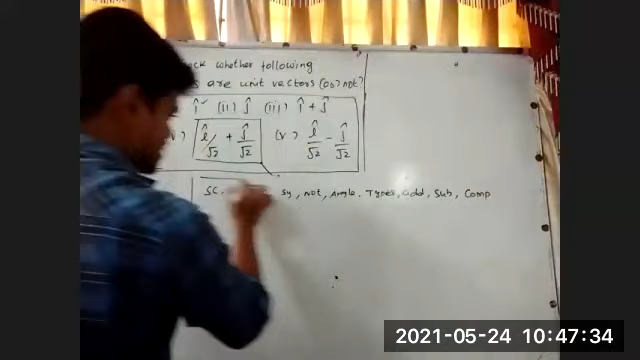 ck whether following
are unit vectors (or) not?
î (ii) ĵ (iii) î + ĵ
) î/√2 + ĵ/√2 (v) î/√2 - ĵ/√2
SC, Sy, Not, Angle, Types, add, Sub, Comp
2021-05-24 10:47:34